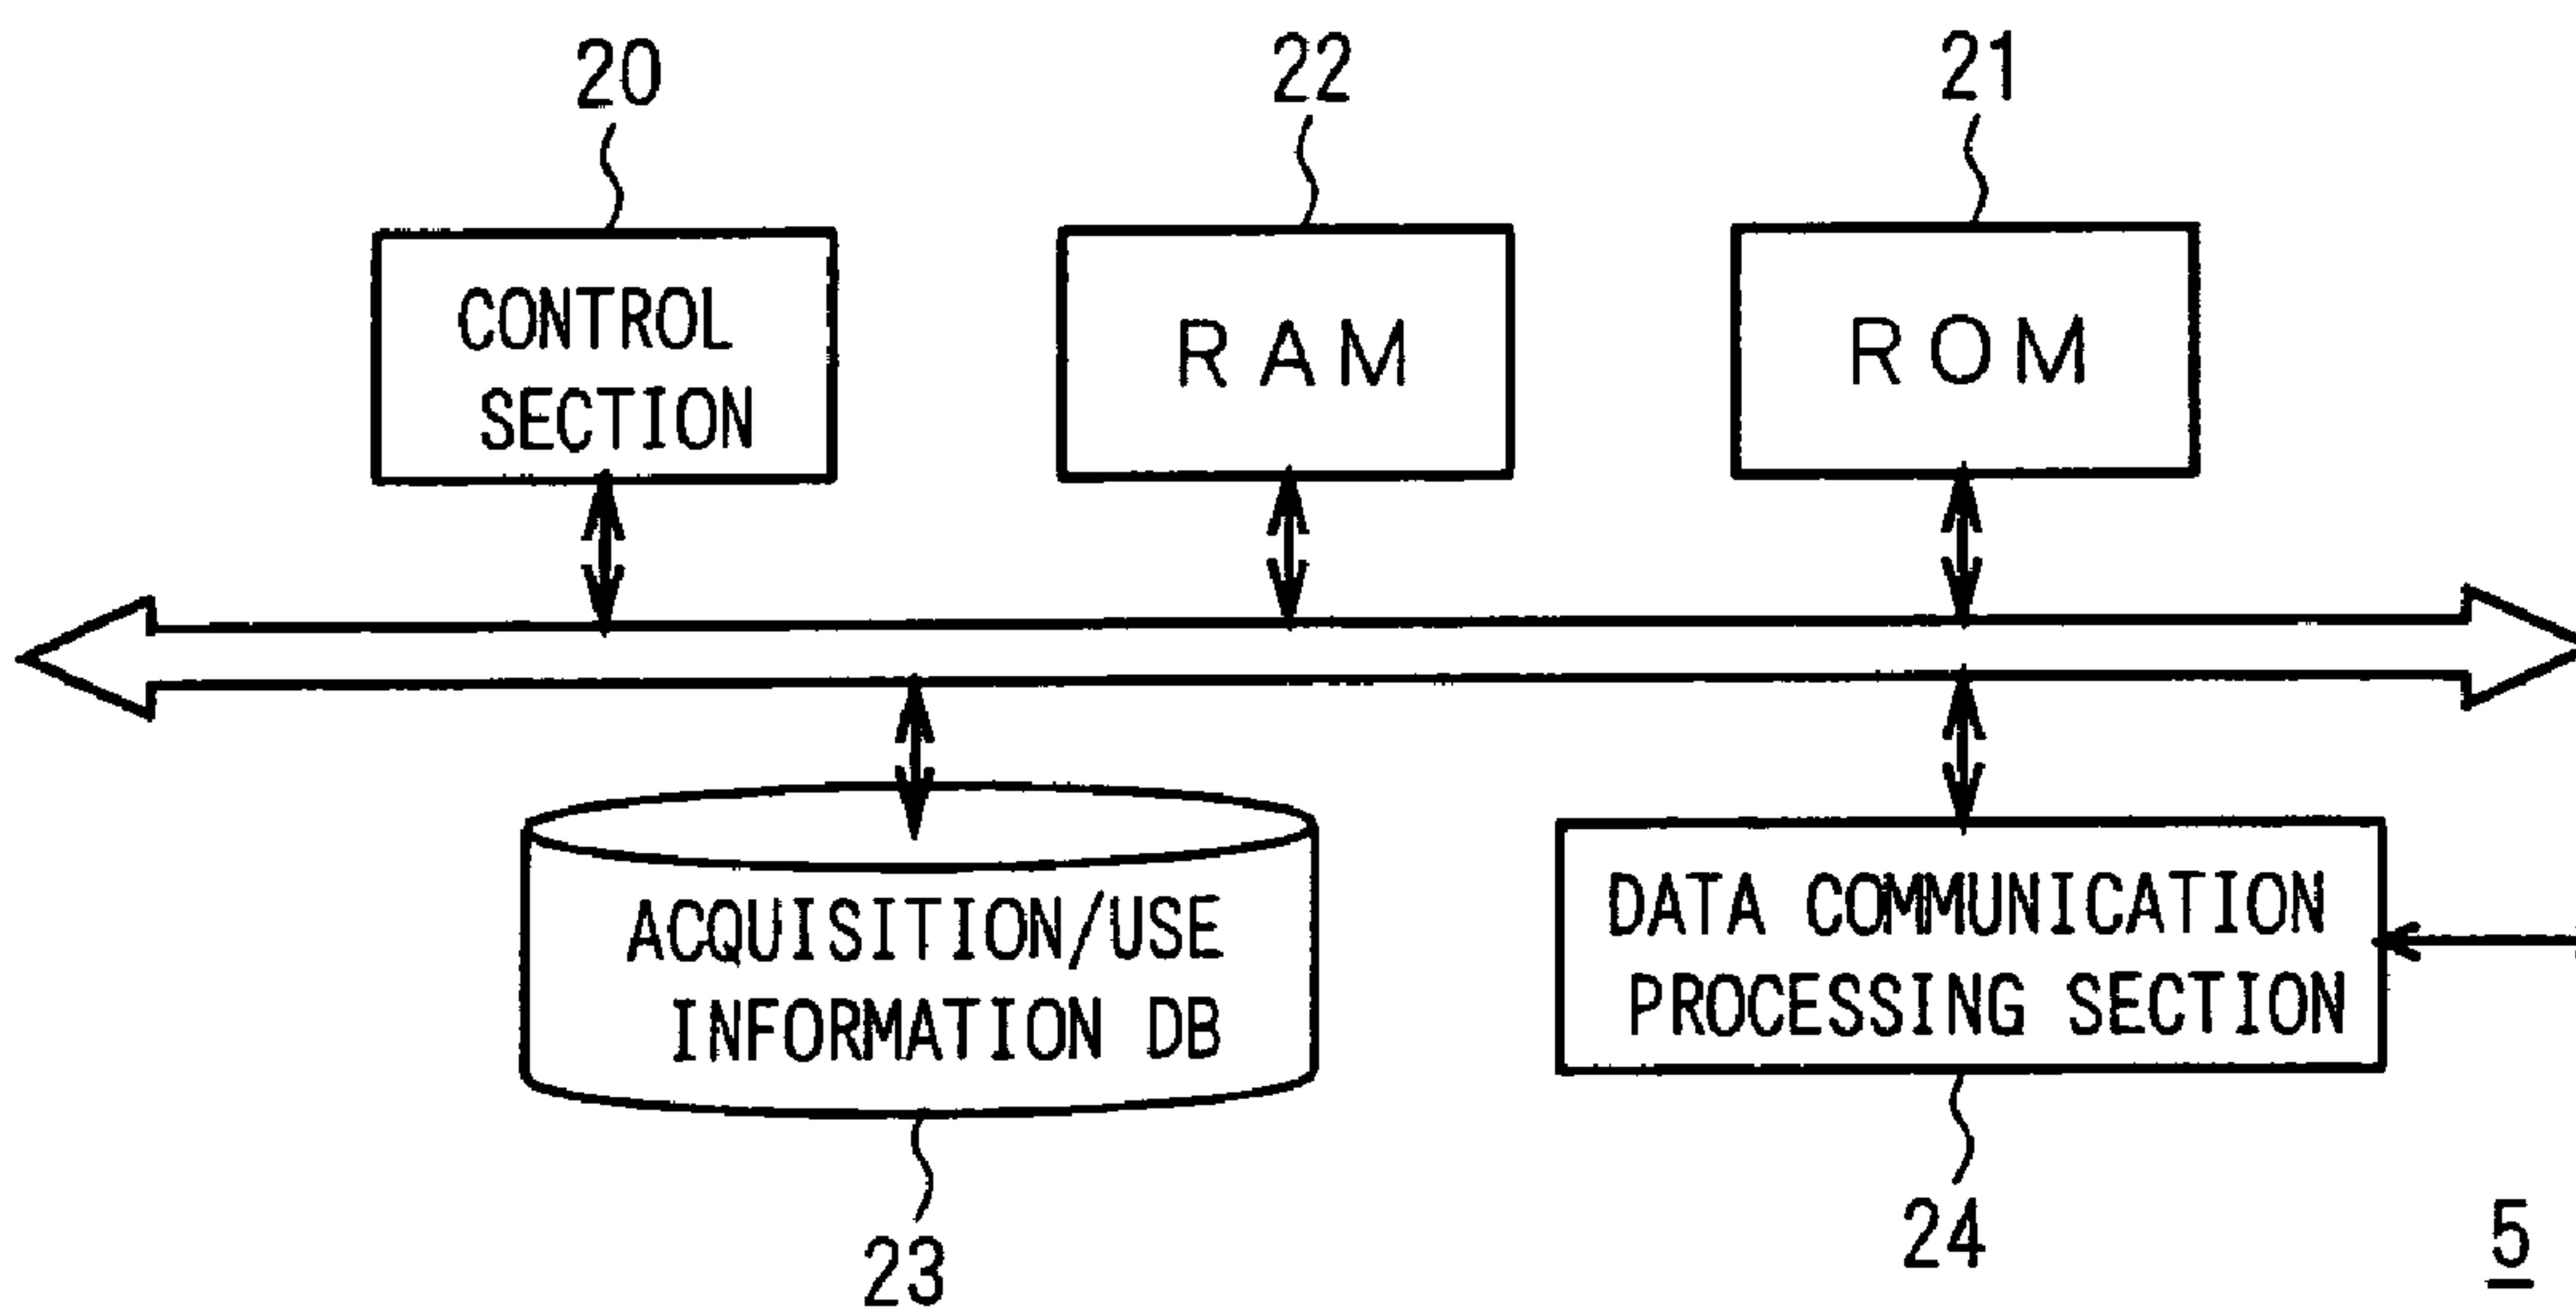 20
22
21
CONTROL
SECTION
RAM
ROM
ACQUISITION/USE
INFORMATION DB
DATA COMMUNICATION
PROCESSING SECTION
23
24
5